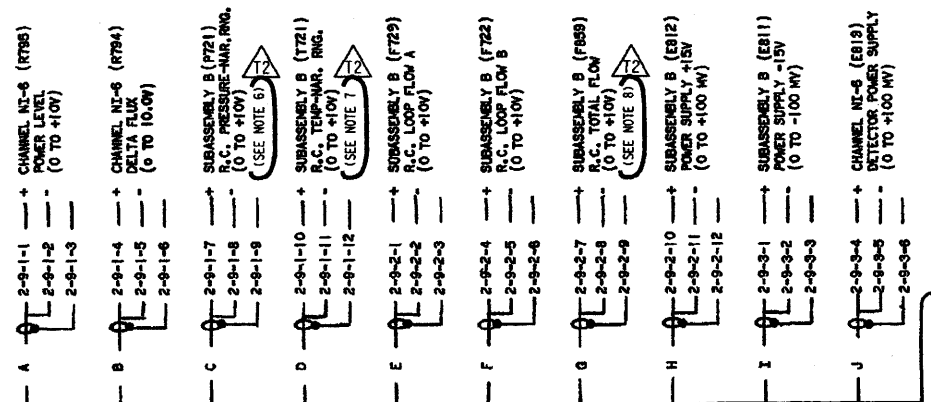 A
2-9-1-1 + CHANNEL NI-6 (R795)
2-9-1-2 - POWER LEVEL
2-9-1-3 (0 TO +10V)
B
2-9-1-4 + CHANNEL NI-6 (R794)
2-9-1-5 - DELTA FLUX
2-9-1-6 (0 TO 10.0V)
C
2-9-1-7 + SUBASSEMBLY B (P721)
2-9-1-8 - R.C. PRESSURE-NAR.RNG.
2-9-1-9 (0 TO +10V)
(SEE NOTE 6)
T2
D
2-9-1-10 + SUBASSEMBLY B (T721)
2-9-1-11 - R.C. TEMP-NAR. RNG.
2-9-1-12 (0 TO +10V)
(SEE NOTE 7
T2
E
2-9-2-1 + SUBASSEMBLY B (F729)
2-9-2-2 - R.C. LOOP FLOW A
2-9-2-3 (0 TO +10V)
F
2-9-2-4 + SUBASSEMBLY B (F722)
2-9-2-5 - R.C. LOOP FLOW B
2-9-2-6 (0 TO +10V)
G
2-9-2-7 + SUBASSEMBLY B (F859)
2-9-2-8 - R.C. TOTAL FLOW
2-9-2-9 (0 TO +10V)
(SEE NOTE 8)
T2
H
2-9-2-10 + SUBASSEMBLY B (E812)
2-9-2-11 - POWER SUPPLY +15V
2-9-2-12 (0 TO +100 MV)
I
2-9-3-1 + SUBASSEMBLY B (E811)
2-9-3-2 - POWER SUPPLY -15V
2-9-3-3 (0 TO -100 MV)
J
2-9-3-4 + CHANNEL NI-6 (E813)
2-9-3-5 - DETECTOR POWER SUPPLY
2-9-3-6 (0 TO +100 MV)